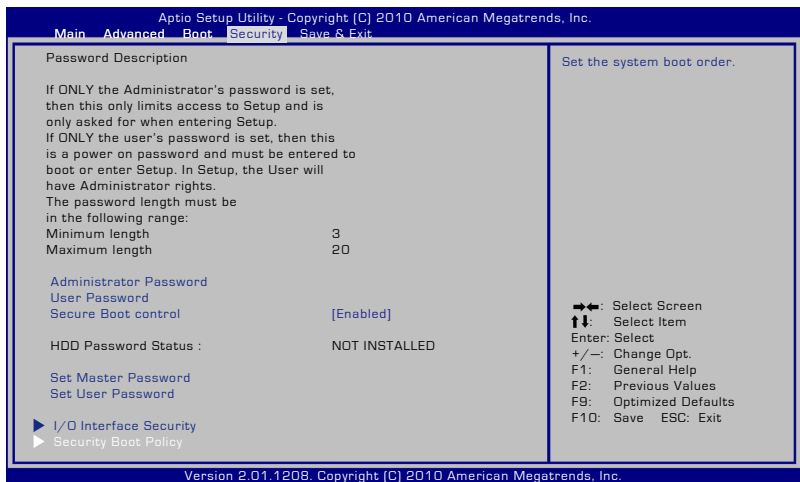 Aptio Setup Utility - Copyright (C) 2010 American Megatrends, Inc.
Main Advanced Boot Security Save & Exit
Password Description
If ONLY the Administrator's password is set,
then this only limits access to Setup and is
only asked for when entering Setup.
If ONLY the user's password is set, then this
is a power on password and must be entered to
boot or enter Setup. In Setup, the User will
have Administrator rights.
The password length must be
in the following range:
Minimum length 3
Maximum length 20
Administrator Password
User Password
Secure Boot control [Enabled]
HDD Password Status : NOT INSTALLED
Set Master Password
Set User Password
I/O Interface Security
Security Boot Policy
Set the system boot order.
→←: Select Screen
↑↓: Select Item
Enter: Select
+/—: Change Opt.
F1: General Help
F2: Previous Values
F9: Optimized Defaults
F10: Save ESC: Exit
Version 2.01.1208. Copyright (C) 2010 American Megatrends, Inc.